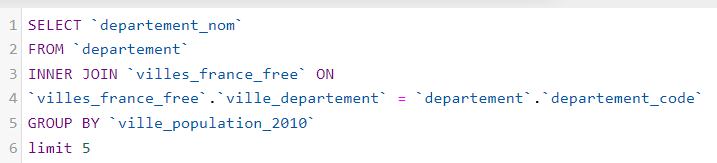 1 SELECT `departement_nom`
2 FROM `departement`
3 INNER JOIN `villes_france_free` ON
4 `villes_france_free`.`ville_departement` = `departement`.`departement_code`
5 GROUP BY `ville_population_2010`
6 limit 5